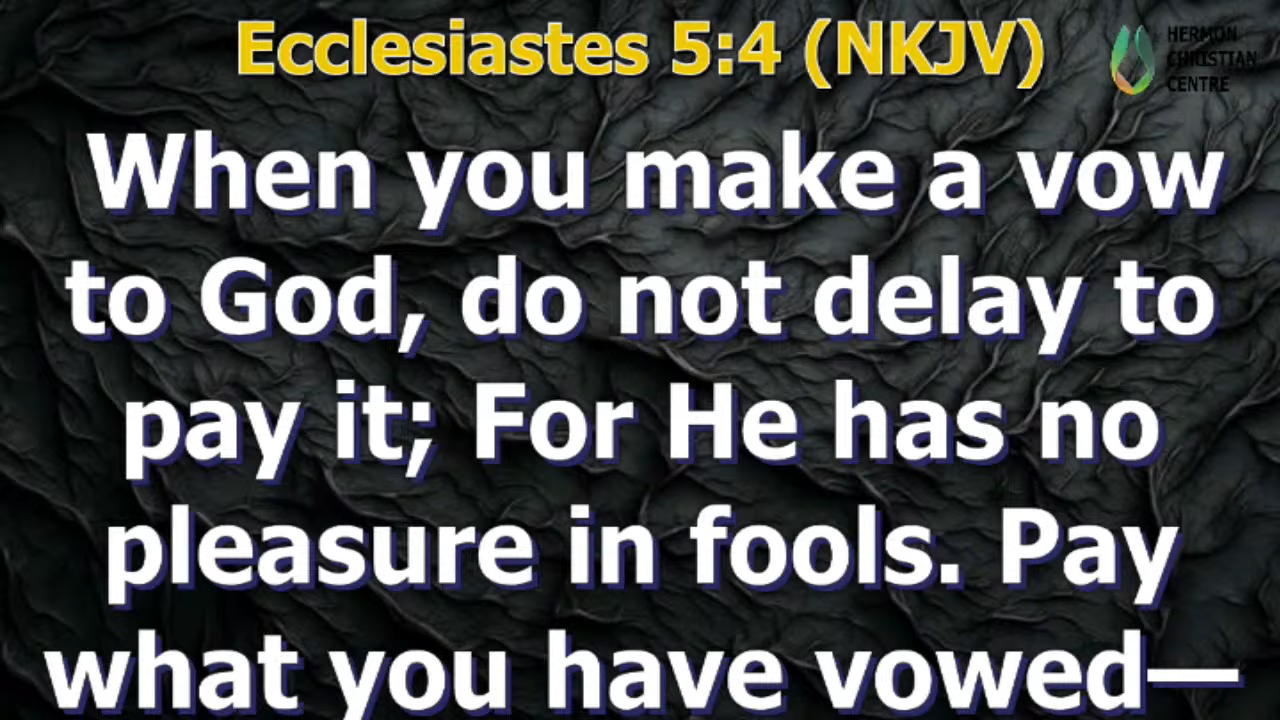 Ecclesiastes 5:4 (NKJV)
HERMON
CHRISTIAN
CENTRE
When you make a vow
to God, do not delay to
pay it; For He has no
pleasure in fools. Pay
what you have vowed—